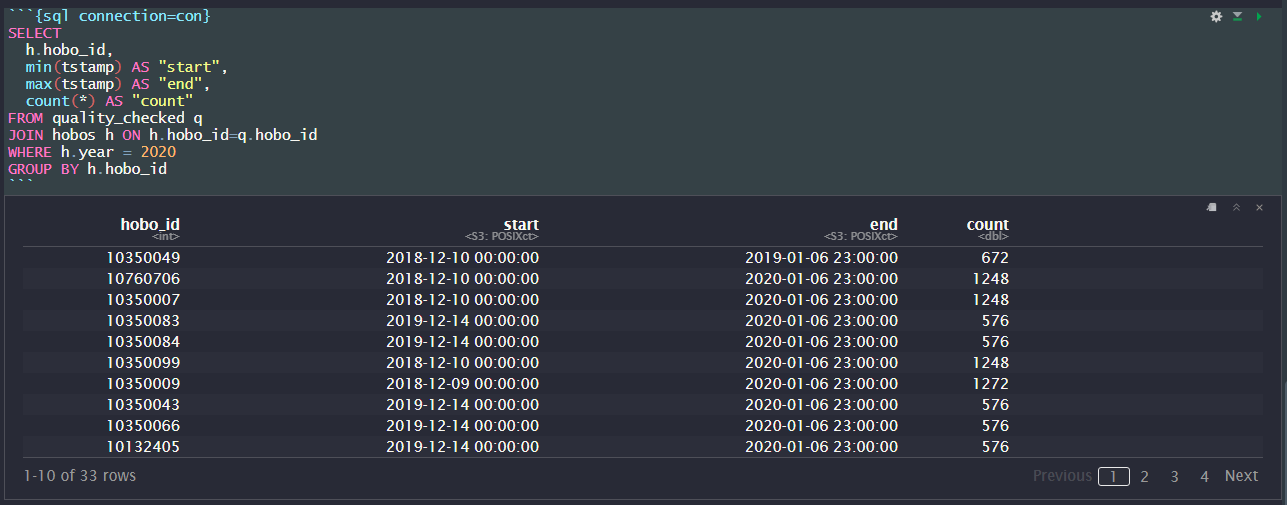 ```{sql connection=con}
SELECT
  h.hobo_id,
  min(tstamp) AS "start",
  max(tstamp) AS "end",
  count(*) AS "count"
FROM quality_checked q
JOIN hobos h ON h.hobo_id=q.hobo_id
WHERE h.year = 2020
GROUP BY h.hobo_id
```
hobo_id start end count
<int> <S3: POSIXct> <S3: POSIXct> <dbl>
10350049 2018-12-10 00:00:00 2019-01-06 23:00:00 672
10760706 2018-12-10 00:00:00 2020-01-06 23:00:00 1248
10350007 2018-12-10 00:00:00 2020-01-06 23:00:00 1248
10350083 2019-12-14 00:00:00 2020-01-06 23:00:00 576
10350084 2019-12-14 00:00:00 2020-01-06 23:00:00 576
10350099 2018-12-10 00:00:00 2020-01-06 23:00:00 1248
10350009 2018-12-09 00:00:00 2020-01-06 23:00:00 1272
10350043 2019-12-14 00:00:00 2020-01-06 23:00:00 576
10350066 2019-12-14 00:00:00 2020-01-06 23:00:00 576
10132405 2019-12-14 00:00:00 2020-01-06 23:00:00 576
1-10 of 33 rows Previous 1 2 3 4 Next